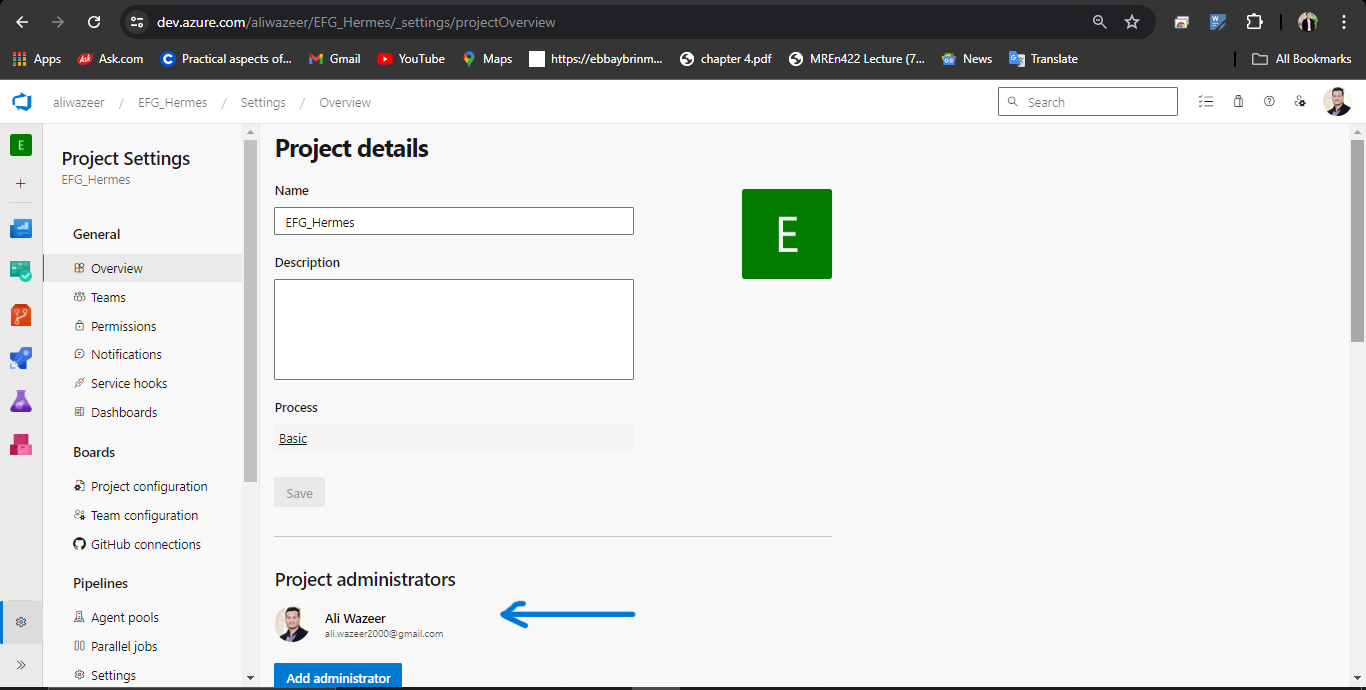 dev.azure.com/aliwazeer/EFG_Hermes/_settings/projectOverview
Apps
Ask Ask.com
C Practical aspects of...
Gmail
YouTube
Maps
https://ebbaybrinm...
chapter 4.pdf
MREn422 Lecture (7...
News
Translate
All Bookmarks
aliwazeer / EFG_Hermes / Settings / Overview
Search
E
Project Settings
EFG_Hermes
General
Overview
Teams
Permissions
Notifications
Service hooks
Dashboards
Boards
Project configuration
Team configuration
GitHub connections
Pipelines
Agent pools
Parallel jobs
Settings
Project details
Name
EFG_Hermes
E
Description
Process
Basic
Save
Project administrators
Ali Wazeer
ali.wazeer2000@gmail.com
Add administrator